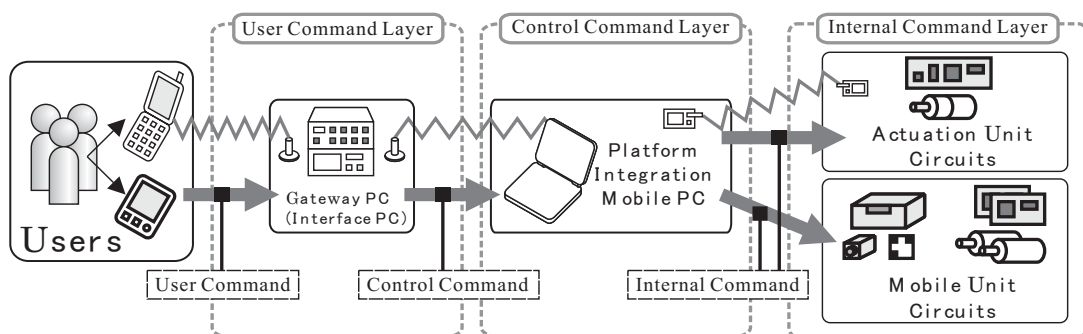 User Command Layer
Control Command Layer
Internal Command Layer
Users
Gateway PC
(Interface PC)
Platform
Integration
Mobile PC
Actuation Unit
Circuits
Mobile Unit
Circuits
User Command
Control Command
Internal Command